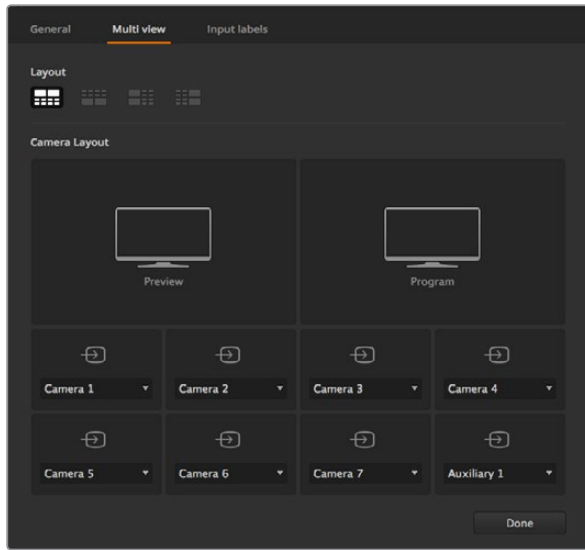 General Multi view Input labels
Layout
Camera Layout
Preview Program
Camera 1 Camera 2 Camera 3 Camera 4
Camera 5 Camera 6 Camera 7 Auxiliary 1
Done